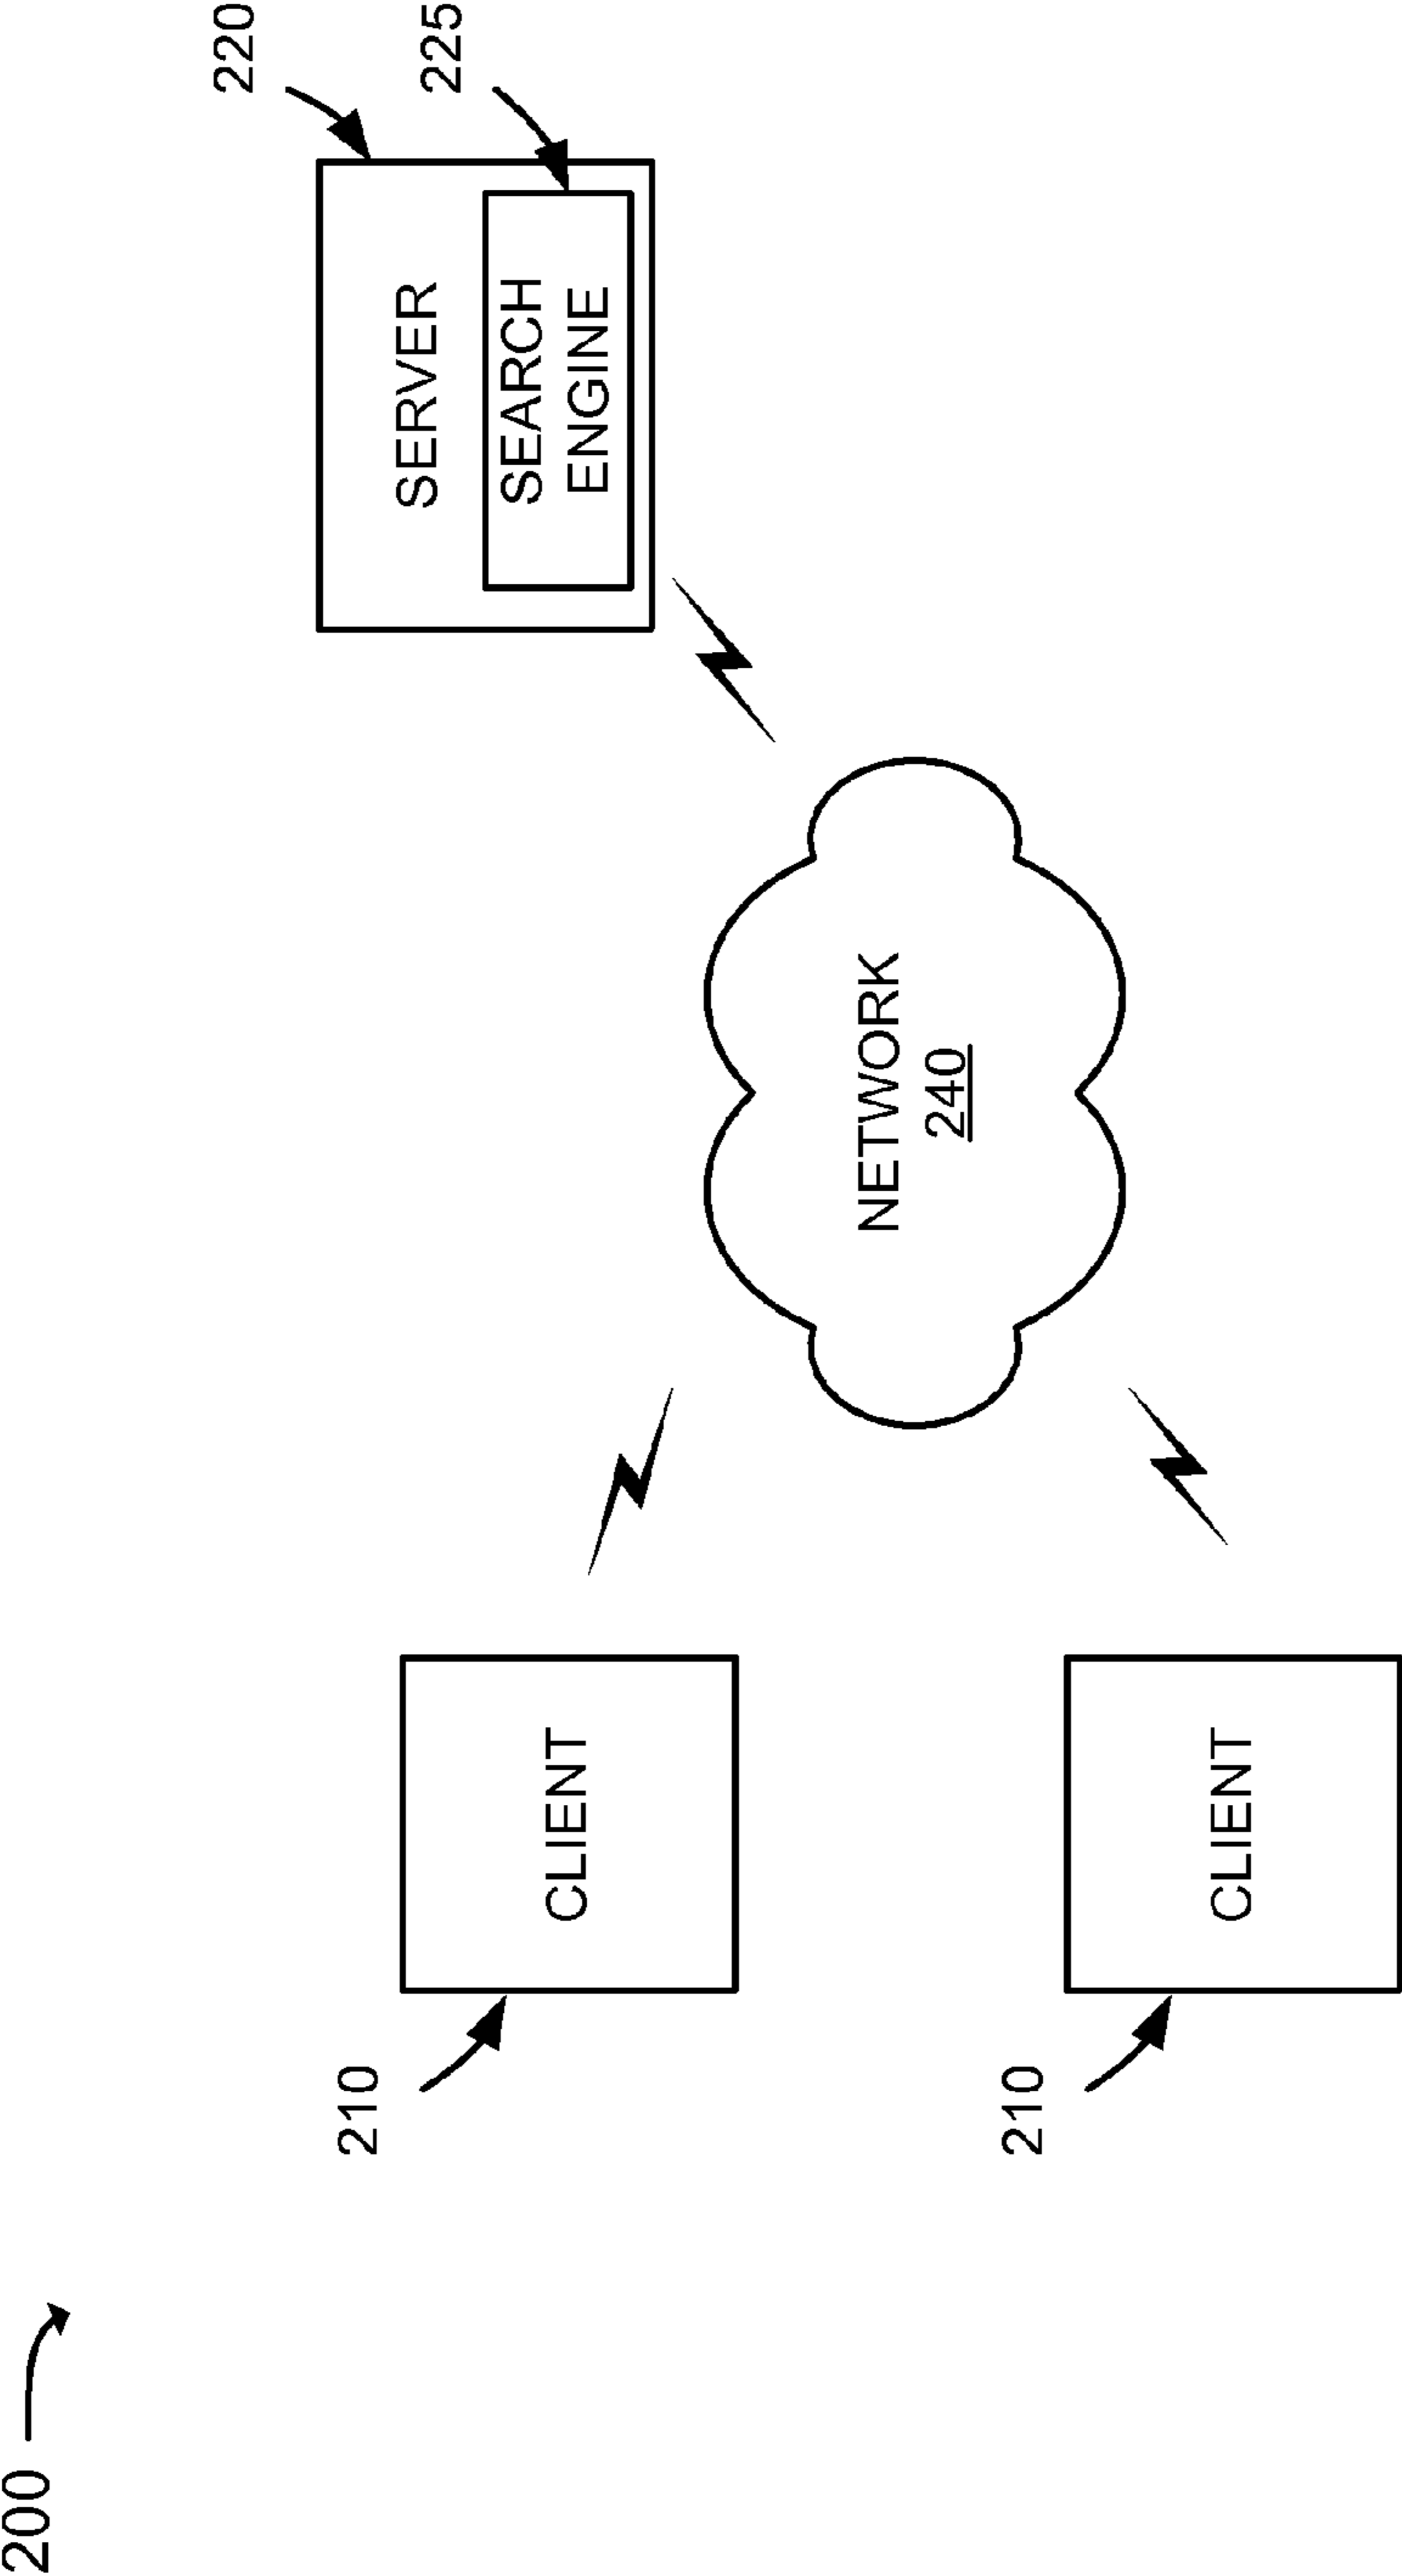 200
210
CLIENT
210
CLIENT
NETWORK
240
220
SERVER
225
SEARCH
ENGINE